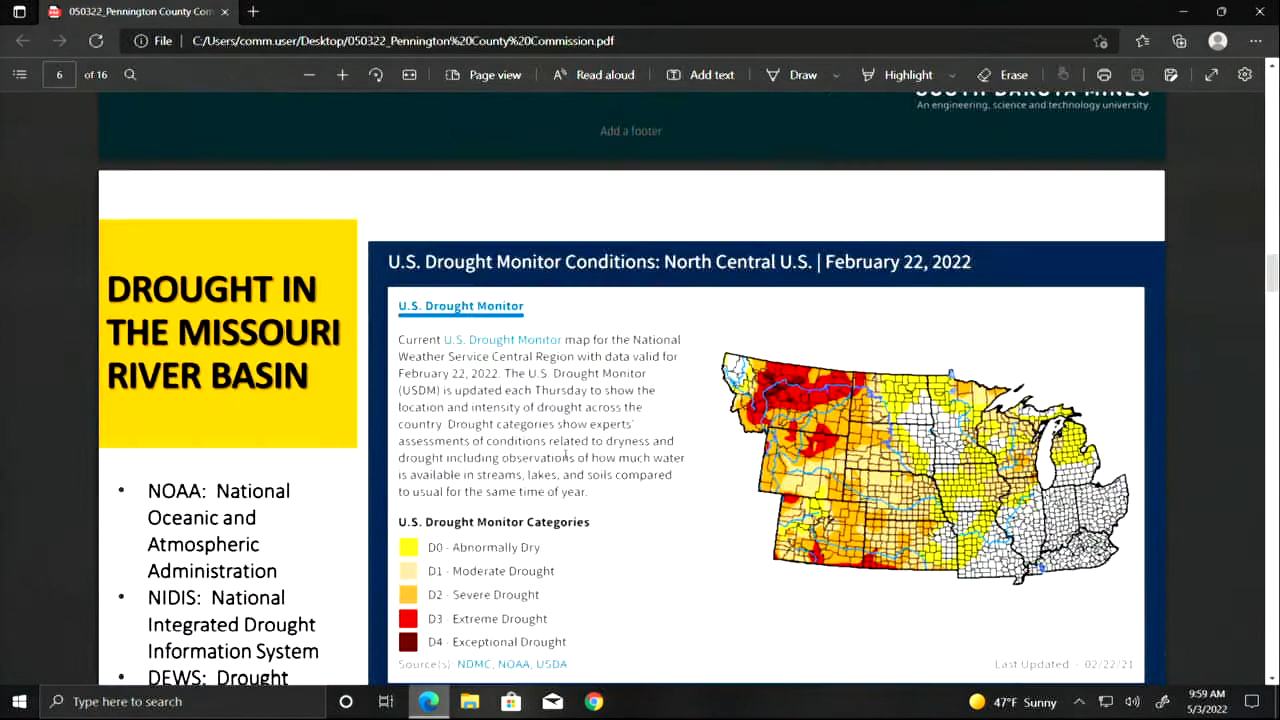 050322_Pennington County Com
File
C:/Users/comm.user/Desktop/050322_Pennington%20County%20Commission.pdf
6 of 16
Page view
Read aloud
Add text
Draw
Highlight
Erase
SOUTH DAKOTA MINES
An engineering, science and technology university.
Add a footer
DROUGHT IN
THE MISSOURI
RIVER BASIN
• NOAA: National
Oceanic and
Atmospheric
Administration
• NIDIS: National
Integrated Drought
Information System
• DEWS: Drought
U.S. Drought Monitor Conditions: North Central U.S. | February 22, 2022
U.S. Drought Monitor
Current U.S. Drought Monitor map for the National
Weather Service Central Region with data valid for
February 22, 2022. The U.S. Drought Monitor
(USDM) is updated each Thursday to show the
location and intensity of drought across the
country. Drought categories show experts'
assessments of conditions related to dryness and
drought including observations of how much water
is available in streams, lakes, and soils compared
to usual for the same time of year.
U.S. Drought Monitor Categories
D0 - Abnormally Dry
D1 - Moderate Drought
D2 - Severe Drought
D3 - Extreme Drought
D4 - Exceptional Drought
Source(s) NDMC, NOAA, USDA
Last Updated - 02/22/21
Type here to search
47°F Sunny
9:59 AM
5/3/2022